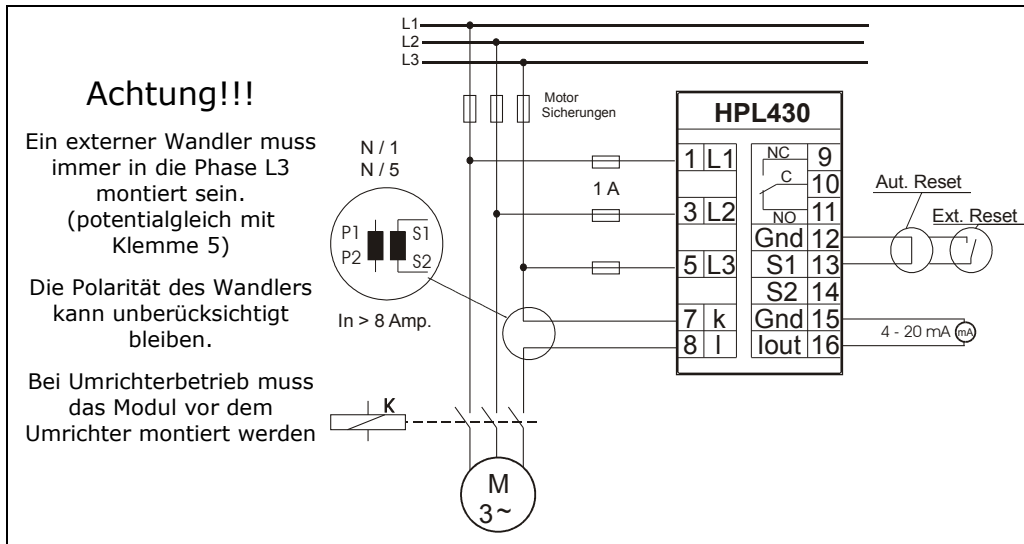 L1
L2
L3
Achtung!!!
Ein externer Wandler muss
immer in die Phase L3
montiert sein.
(potentialgleich mit
Klemme 5)
Die Polarität des Wandlers
kann unberücksichtigt
bleiben.
Bei Umrichterbetrieb muss
das Modul vor dem
Umrichter montiert werden
Motor
Sicherungen
N / 1
N / 5
P1 S1
P2 S2
In > 8 Amp.
1 A
K
M
3~
HPL430
1 L1 NC 9
C 10
3 L2 NO 11
Gnd 12
5 L3 S1 13
S2 14
7 k Gnd 15
8 l Iout 16
Aut. Reset
Ext. Reset
4 - 20 mA mA